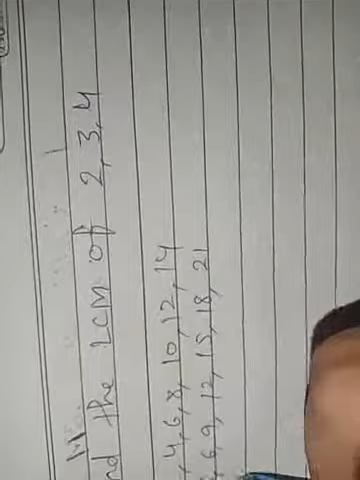 nd the LCM of 2, 3, 4
, 4, 6, 8, 10, 12, 14
, 6, 9, 12, 15, 18, 21